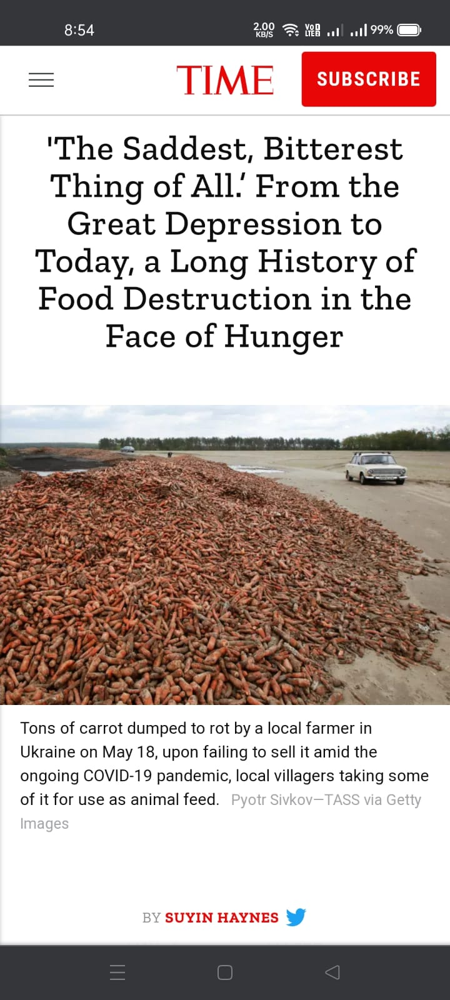 8:54
2.00
KB/S
VoD
LTE2
99%
TIME
SUBSCRIBE
'The Saddest, Bitterest
Thing of All.' From the
Great Depression to
Today, a Long History of
Food Destruction in the
Face of Hunger
Tons of carrot dumped to rot by a local farmer in
Ukraine on May 18, upon failing to sell it amid the
ongoing COVID-19 pandemic, local villagers taking some
of it for use as animal feed. Pyotr Sivkov—TASS via Getty
Images
BY SUYIN HAYNES